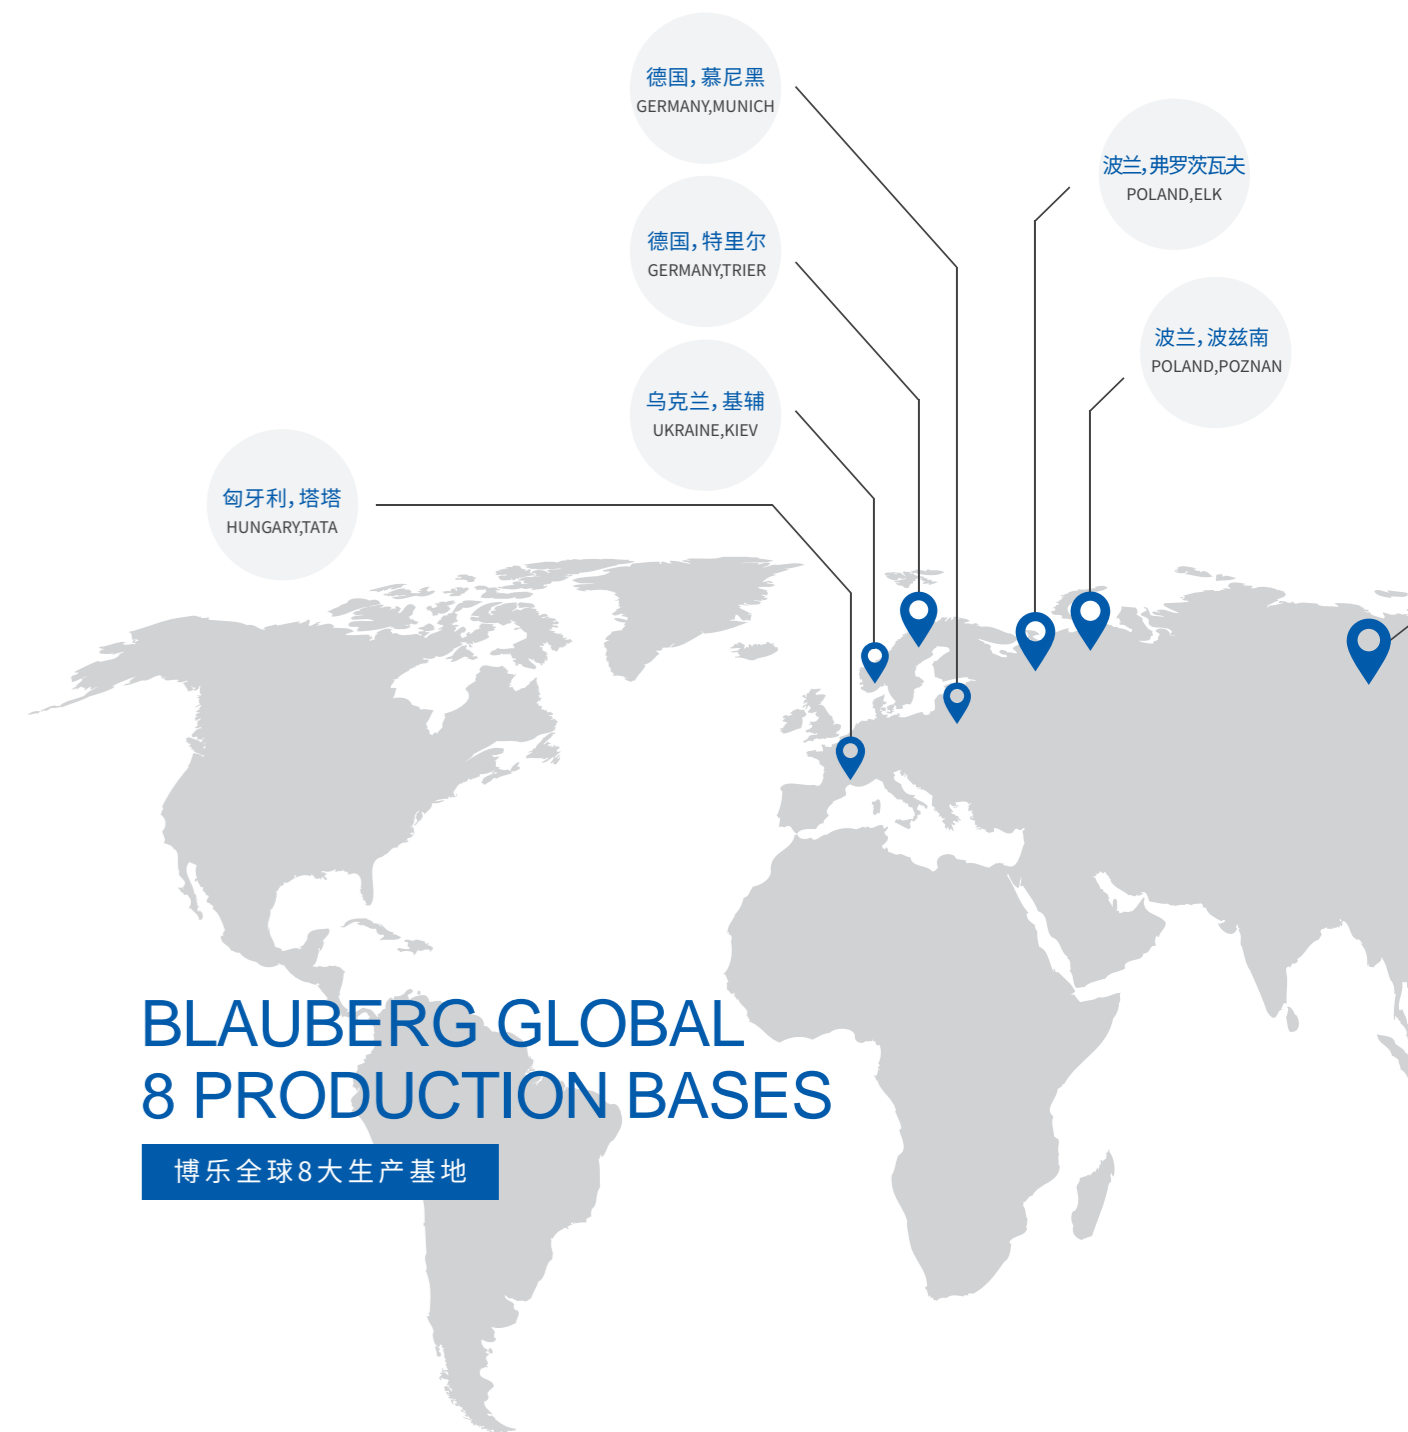 德国，慕尼黑
GERMANY,MUNICH
波兰，弗罗茨瓦夫
POLAND,ELK
德国，特里尔
GERMANY,TRIER
波兰，波兹南
POLAND,POZNAN
乌克兰，基辅
UKRAINE,KIEV
匈牙利，塔塔
HUNGARY,TATA
BLAUBERG GLOBAL
8 PRODUCTION BASES
博乐全球8大生产基地